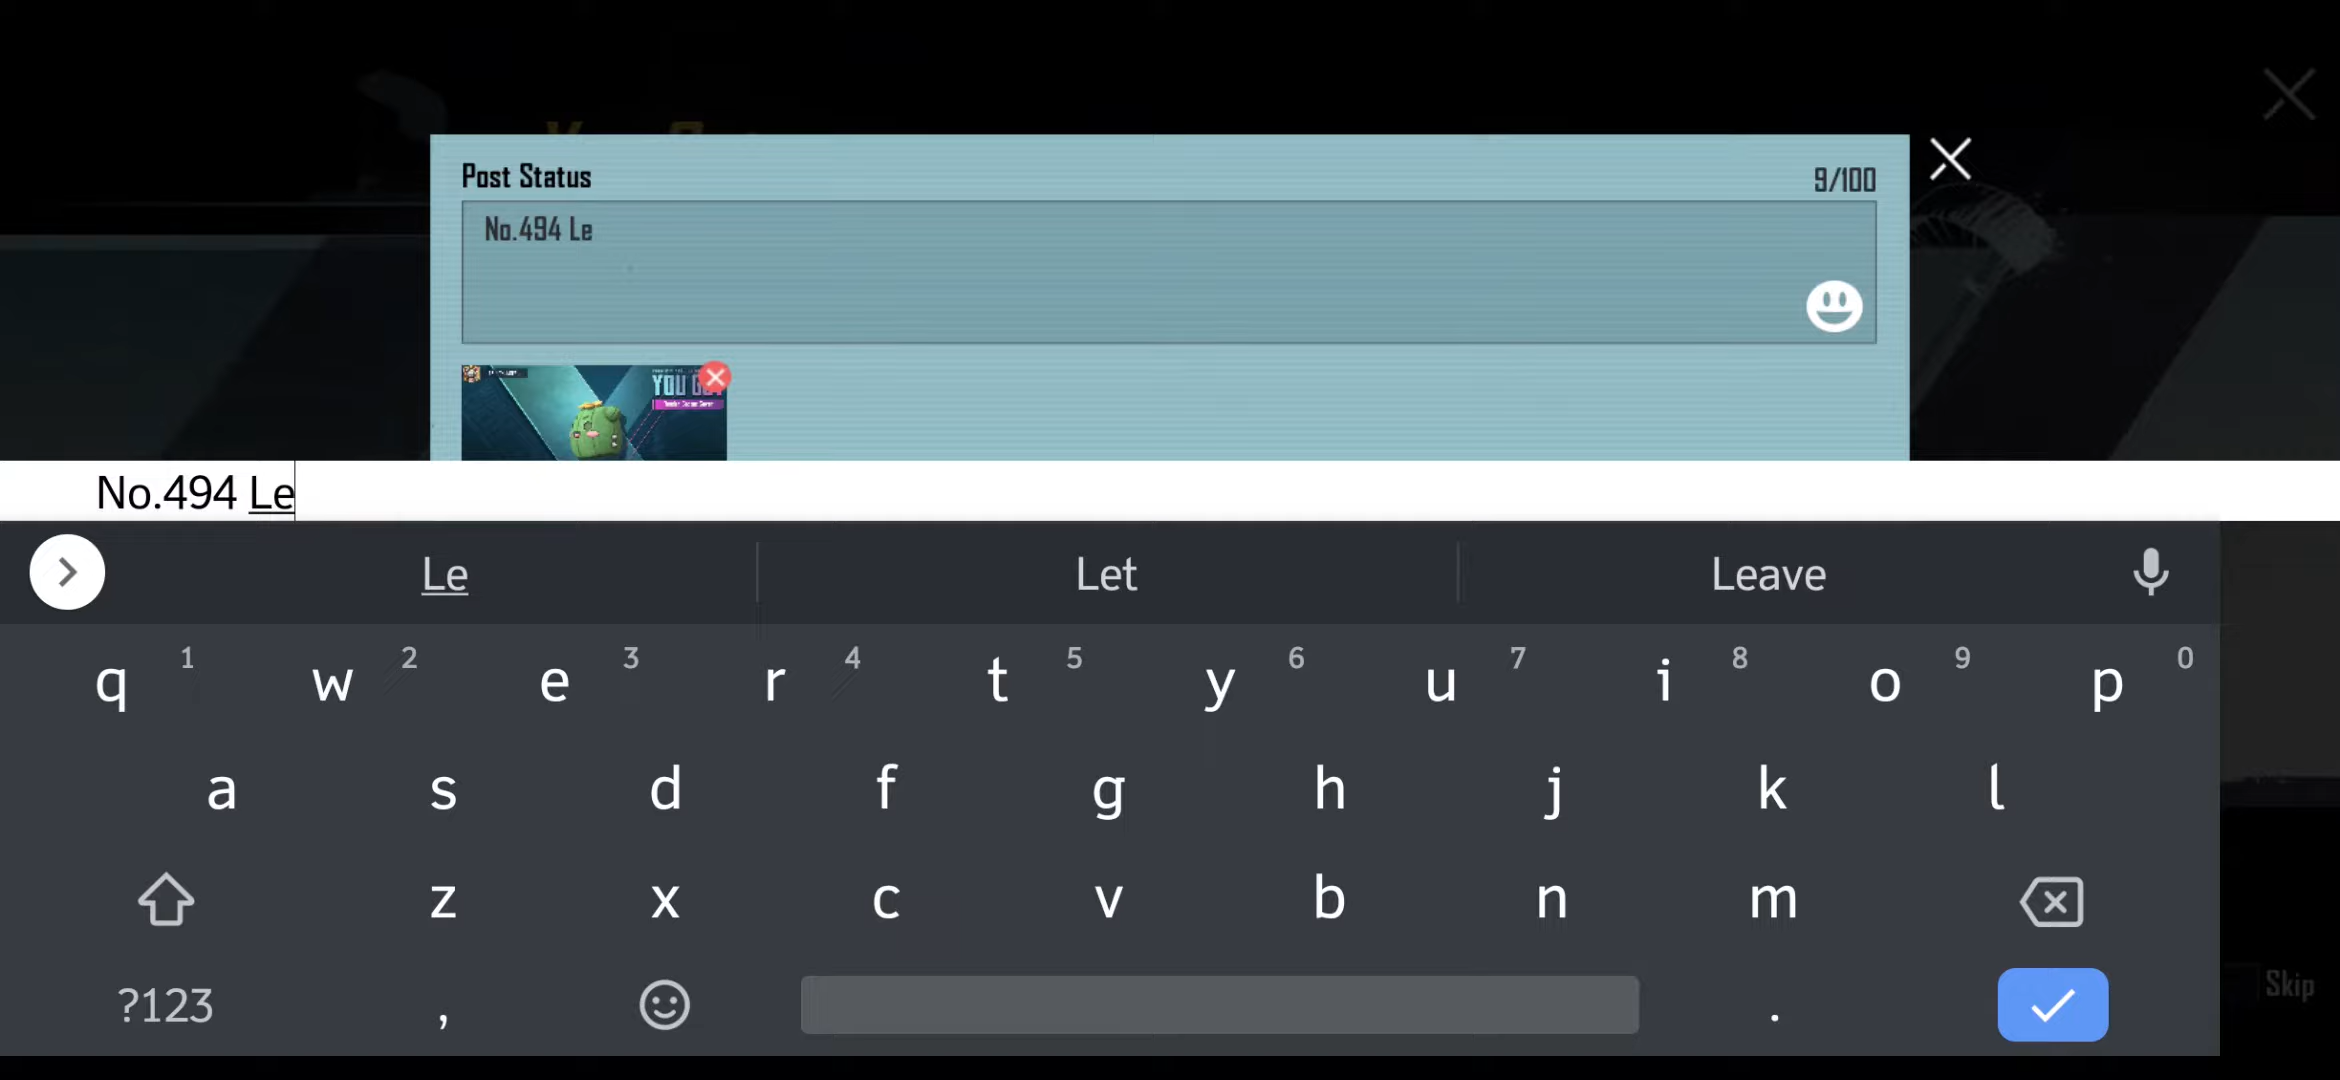 Post Status
9/100
No.494 Le
YOU GOT
No.494 Le
Le Let Leave
q 1 w 2 e 3 r 4 t 5 y 6 u 7 i 8 o 9 p 0
a s d f g h j k l
z x c v b n m
?123 , .
Skip